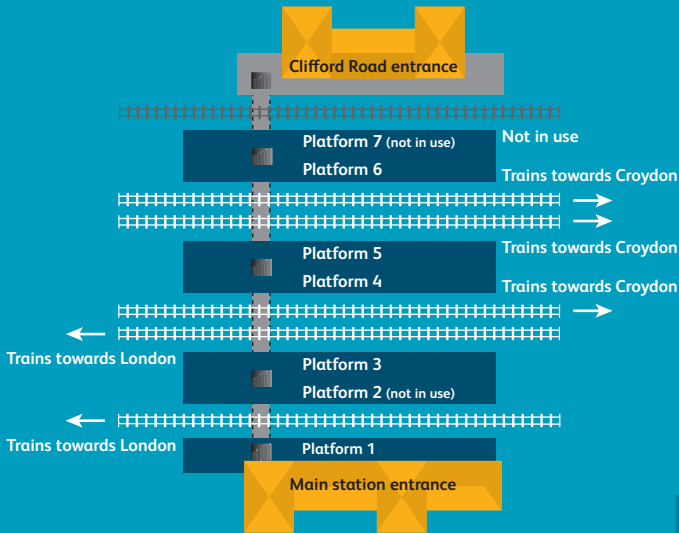 Clifford Road entrance
Platform 7 (not in use)
Not in use
Platform 6
Trains towards Croydon
Platform 5
Trains towards Croydon
Platform 4
Trains towards Croydon
Trains towards London
Platform 3
Platform 2 (not in use)
Trains towards London
Platform 1
Main station entrance